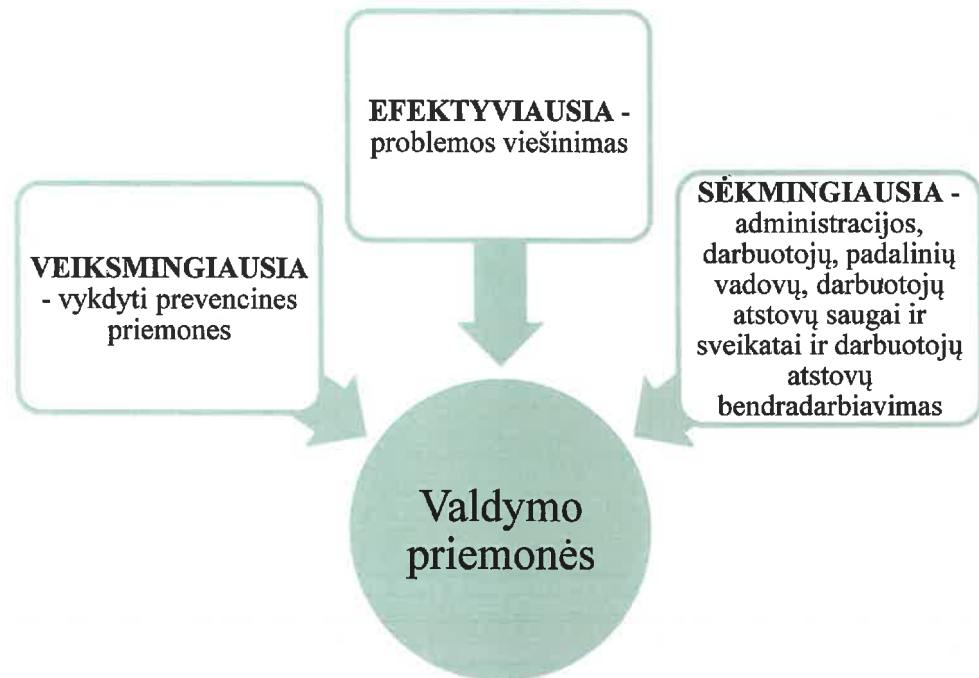 VEIKSMINGIAUSIA
- vykdyti prevencines
priemones
EFEKTYVIAUSIA -
problemos viešinimas
SĖKMINGIAUSIA -
administracijos,
darbuotojų, padalinių
vadovų, darbuotojų
atstovų saugai ir
sveikatai ir darbuotojų
atstovų
bendradarbiavimas
Valdymo
priemonės